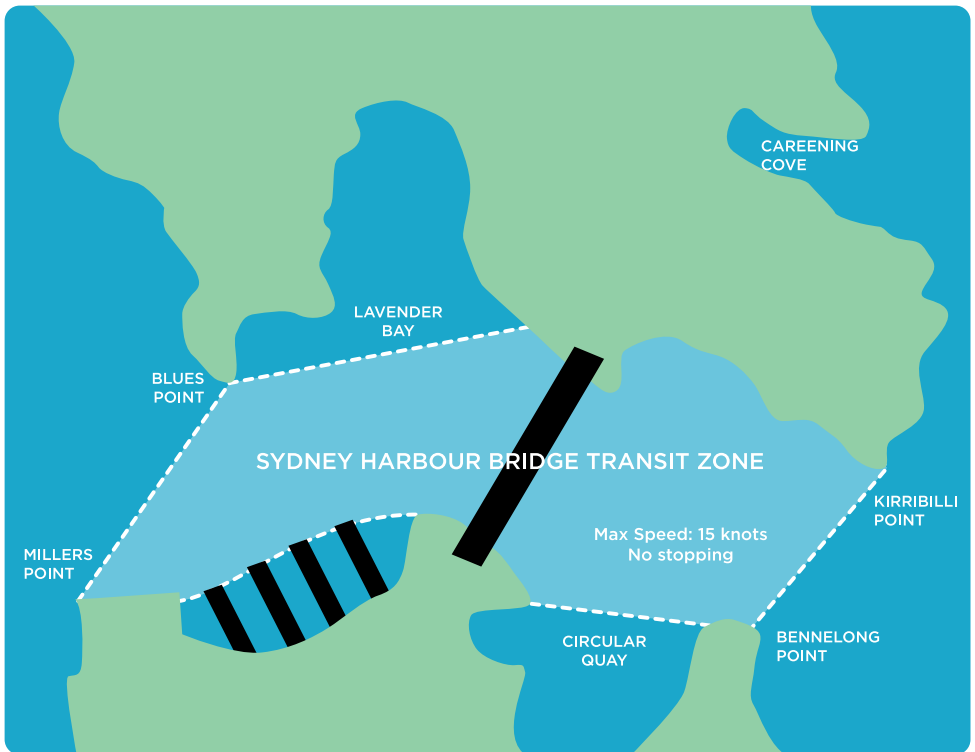 CAREENING
COVE
LAVENDER
BAY
BLUES
POINT
SYDNEY HARBOUR BRIDGE TRANSIT ZONE
KIRRIBILLI
POINT
Max Speed: 15 knots
No stopping
MILLERS
POINT
CIRCULAR
QUAY
BENNELONG
POINT